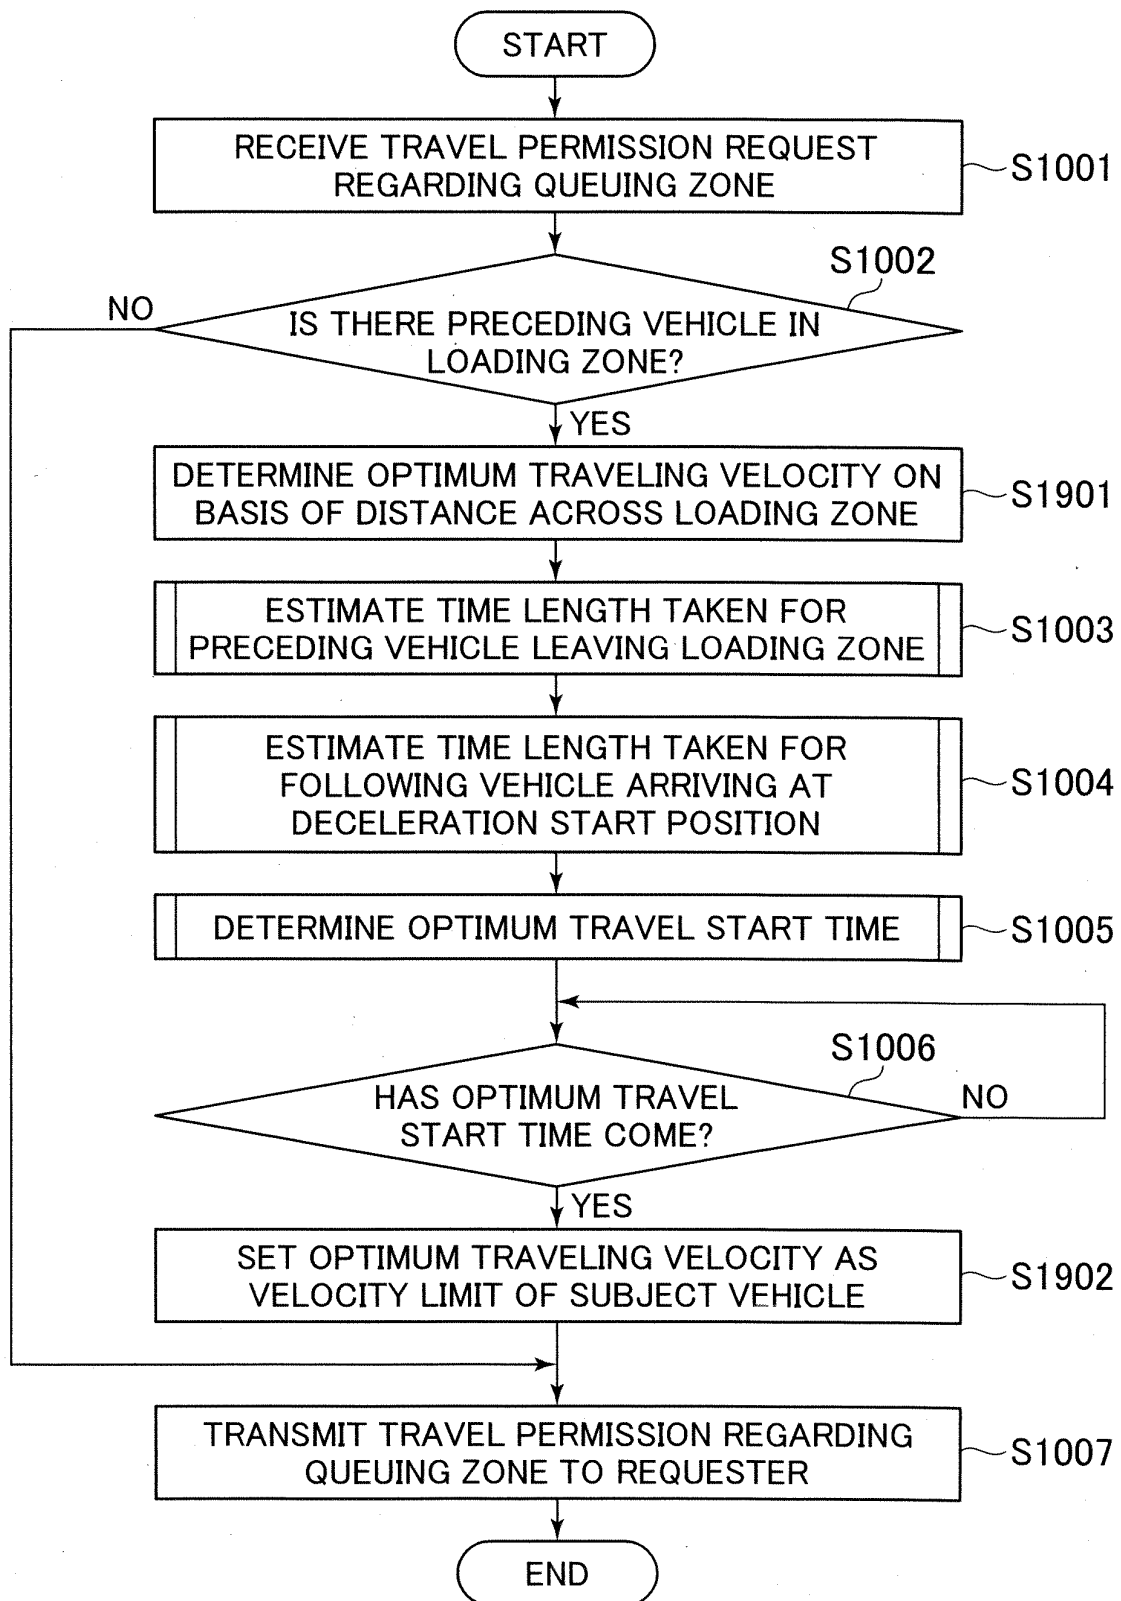 START
RECEIVE TRAVEL PERMISSION REQUEST
REGARDING QUEUING ZONE
S1001
S1002
NO
IS THERE PRECEDING VEHICLE IN
LOADING ZONE?
YES
DETERMINE OPTIMUM TRAVELING VELOCITY ON
BASIS OF DISTANCE ACROSS LOADING ZONE
S1901
ESTIMATE TIME LENGTH TAKEN FOR
PRECEDING VEHICLE LEAVING LOADING ZONE
S1003
ESTIMATE TIME LENGTH TAKEN FOR
FOLLOWING VEHICLE ARRIVING AT
DECELERATION START POSITION
S1004
DETERMINE OPTIMUM TRAVEL START TIME
S1005
S1006
HAS OPTIMUM TRAVEL
START TIME COME?
NO
YES
SET OPTIMUM TRAVELING VELOCITY AS
VELOCITY LIMIT OF SUBJECT VEHICLE
S1902
TRANSMIT TRAVEL PERMISSION REGARDING
QUEUING ZONE TO REQUESTER
S1007
END